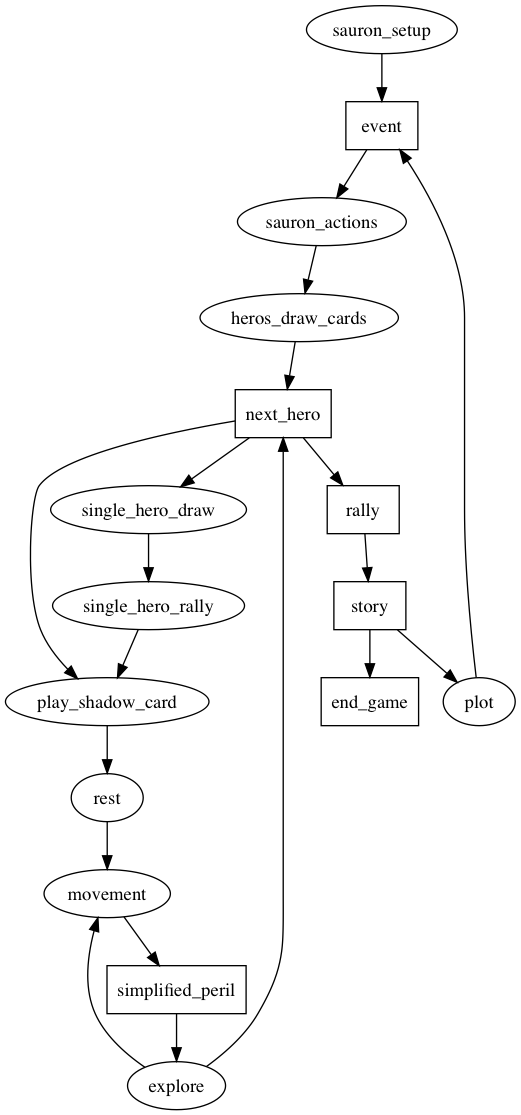 sauron_setup
event
sauron_actions
heros_draw_cards
next_hero
single_hero_draw
rally
single_hero_rally
story
play_shadow_card
end_game
plot
rest
movement
simplified_peril
explore